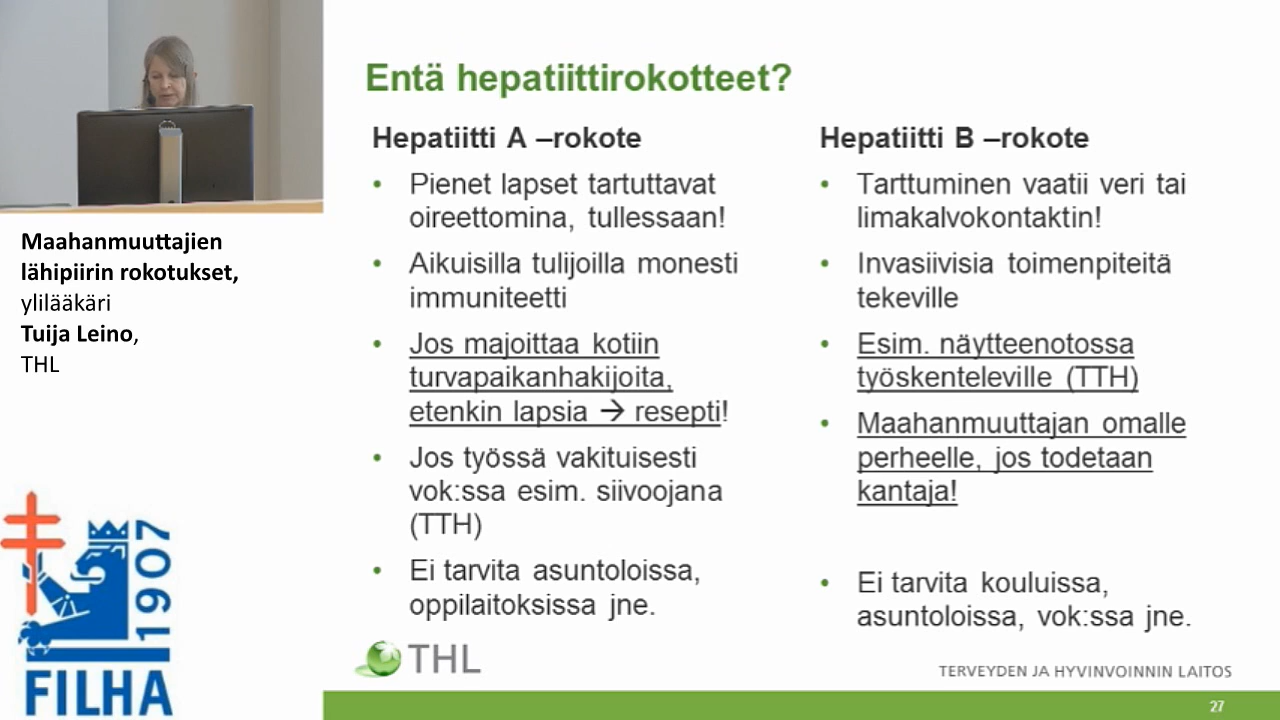 Maahanmuuttajien
lähipiirin rokotukset,
ylilääkäri
Tuija Leino,
THL
1907
FILHA
Entä hepatiittirokotteet?
Hepatiitti A –rokote
• Pienet lapset tartuttavat
oireettomina, tullessaan!
• Aikuisilla tulijoilla monesti
immuniteetti
• Jos majoittaa kotiin
turvapaikanhakijoita,
etenkin lapsia → resepti!
• Jos työssä vakituisesti
vok:ssa esim. siivoojana
(TTH)
• Ei tarvita asuntoloissa,
oppilaitoksissa jne.
Hepatiitti B –rokote
• Tarttuminen vaatii veri tai
limakalvokontaktin!
• Invasiivisia toimenpiteitä
tekeville
• Esim. näytteenotossa
työskenteleville (TTH)
• Maahanmuuttajan omalle
perheelle, jos todetaan
kantaja!
• Ei tarvita kouluissa,
asuntoloissa, vok:ssa jne.
THL
TERVEYDEN JA HYVINVOINNIN LAITOS
27